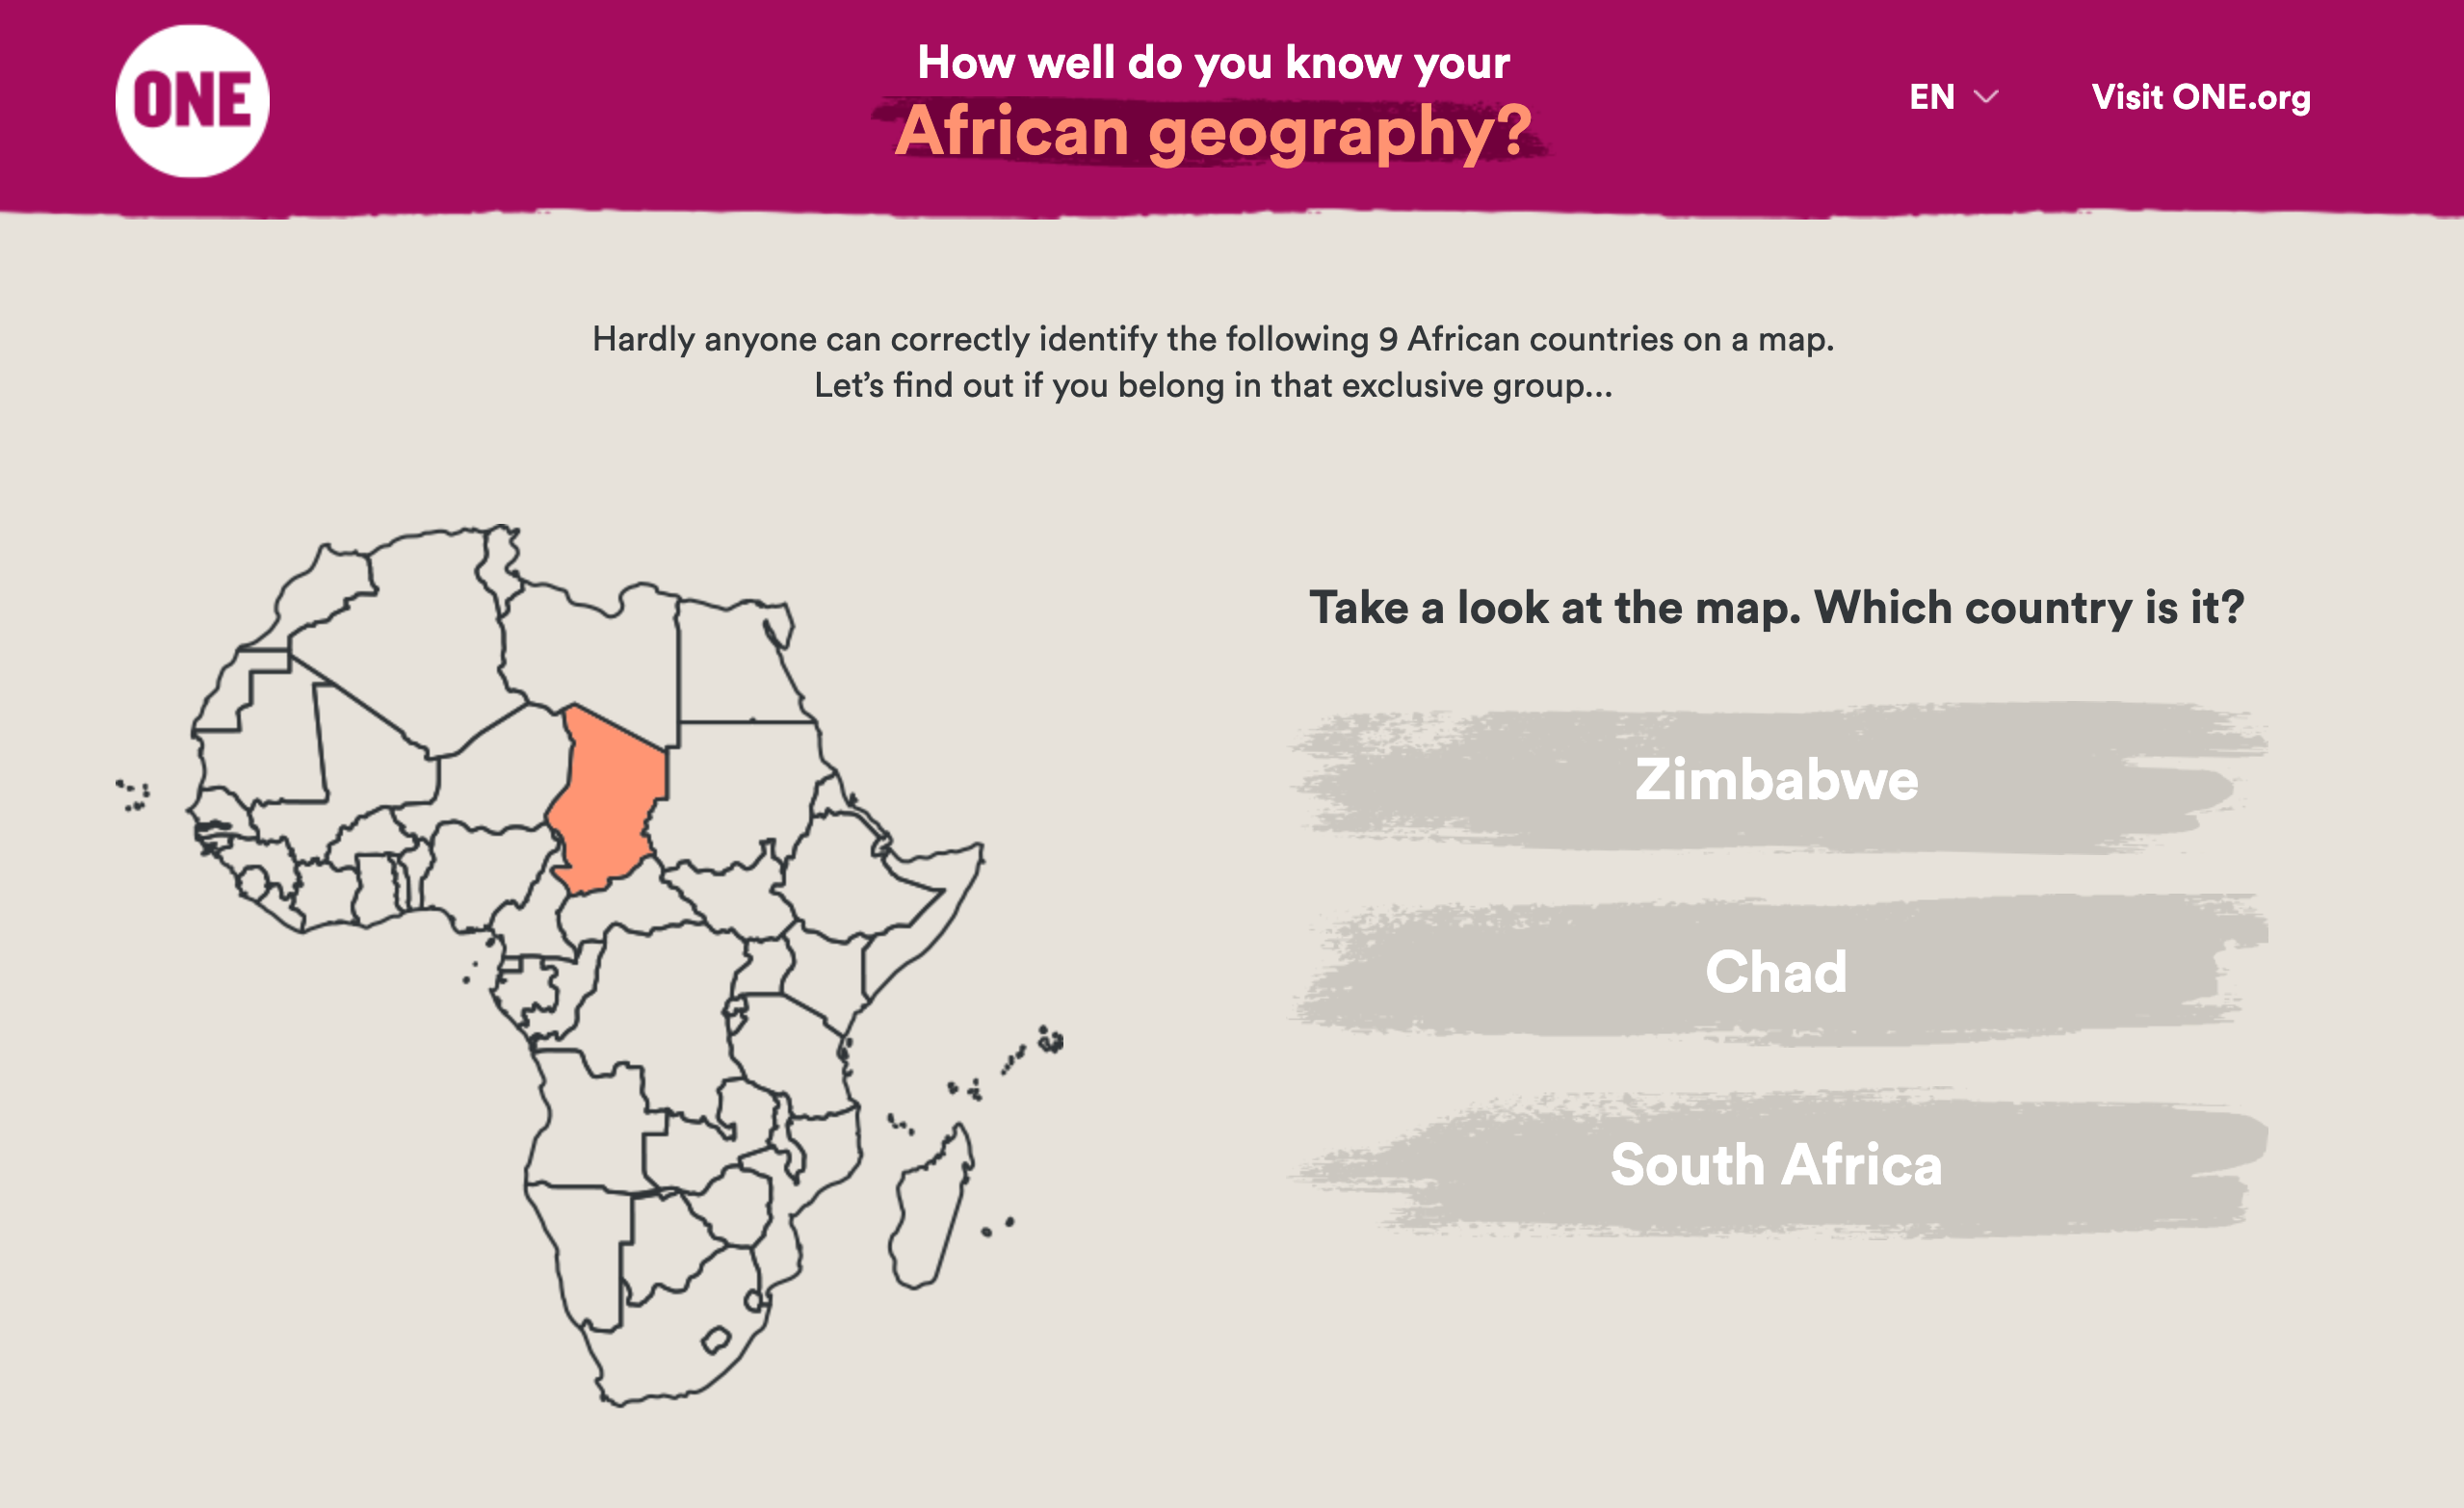 ONE
How well do you know your
African geography?
EN
Visit ONE.org
Hardly anyone can correctly identify the following 9 African countries on a map.
Let’s find out if you belong in that exclusive group...
Take a look at the map. Which country is it?
Zimbabwe
Chad
South Africa